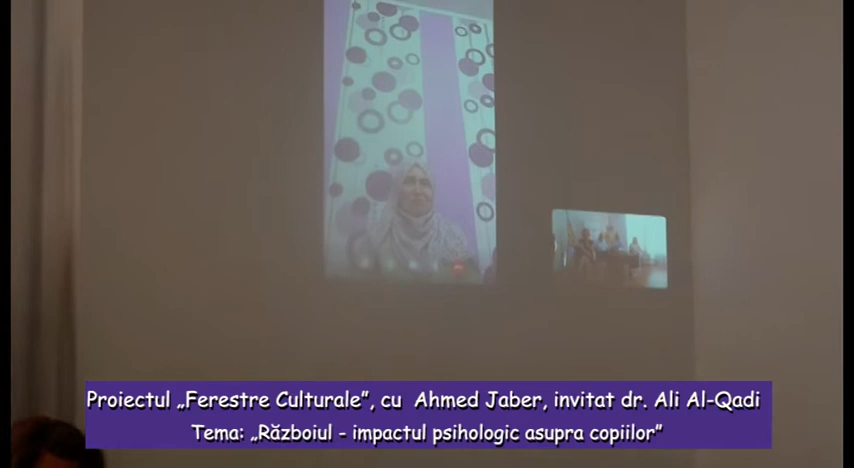 Proiectul „Ferestre Culturale”, cu Ahmed Jaber, invitat dr. Ali Al-Qadi
Tema: „Războiul - impactul psihologic asupra copiilor”